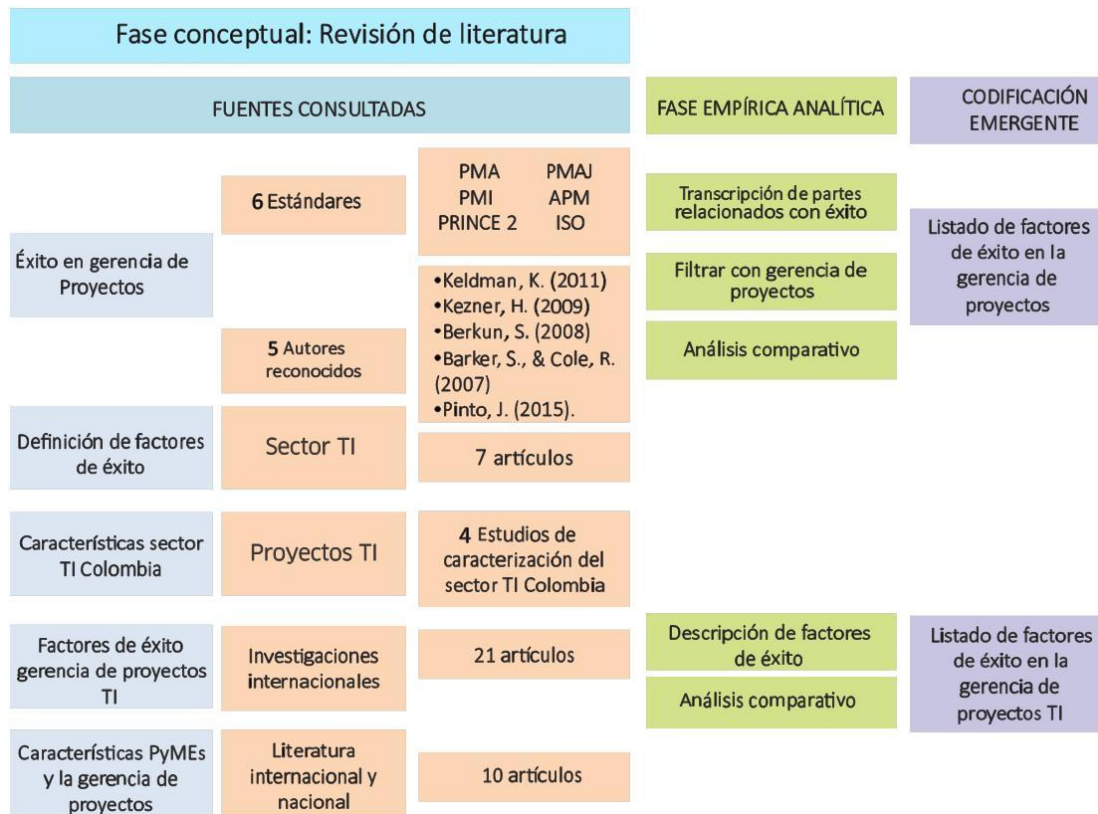 Fase conceptual: Revisión de literatura
FUENTES CONSULTADAS
FASE EMPÍRICA ANALÍTICA
CODIFICACIÓN
EMERGENTE
Éxito en gerencia de
Proyectos
6 Estándares
PMA PMAJ
PMI APM
PRINCE 2 ISO
5 Autores
reconocidos
•Keldman, K. (2011)
•Kezner, H. (2009)
•Berkun, S. (2008)
•Barker, S., & Cole, R.
(2007)
•Pinto, J. (2015).
Transcripción de partes
relacionados con éxito
Filtrar con gerencia de
proyectos
Análisis comparativo
Listado de factores
de éxito en la
gerencia de
proyectos
Definición de factores
de éxito
Sector TI
7 artículos
Características sector
TI Colombia
Proyectos TI
4 Estudios de
caracterización del
sector TI Colombia
Factores de éxito
gerencia de proyectos
TI
Investigaciones
internacionales
21 artículos
Descripción de factores
de éxito
Análisis comparativo
Listado de factores
de éxito en la
gerencia de
proyectos TI
Características PyMEs
y la gerencia de
proyectos
Literatura
internacional y
nacional
10 artículos